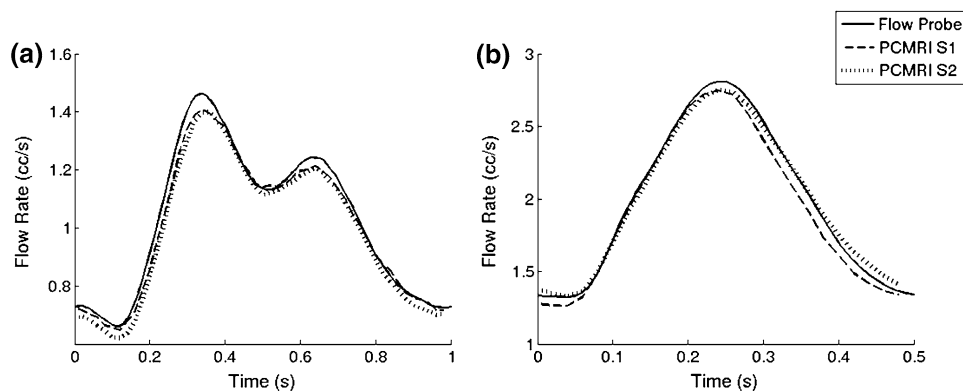 (a)
1.6
1.4
1.2
1
0.8
Flow Rate (cc/s)
0
0.2
0.4
0.6
0.8
1
Time (s)
(b)
3
2.5
2
1.5
1
Flow Rate (cc/s)
0
0.1
0.2
0.3
0.4
0.5
Time (s)
Flow Probe
PCMRI S1
PCMRI S2